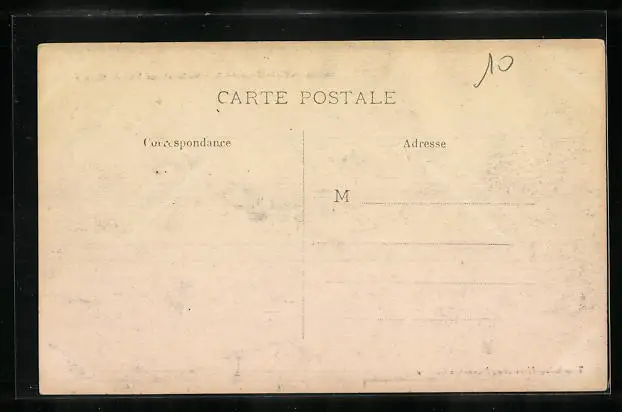 10
CARTE POSTALE
Correspondance
Adresse
M